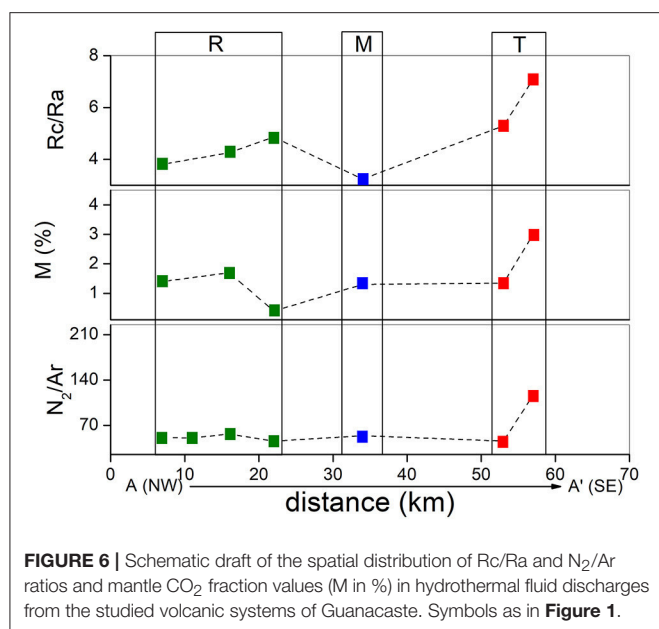 R M T
8
6
4
Rc/Ra
4
3
2
1
M (%)
210
140
70
N₂/Ar
0 10 20 30 40 50 60 70
A (NW) A' (SE)
distance (km)
FIGURE 6 | Schematic draft of the spatial distribution of Rc/Ra and N₂/Ar
ratios and mantle CO₂ fraction values (M in %) in hydrothermal fluid discharges
from the studied volcanic systems of Guanacaste. Symbols as in Figure 1.